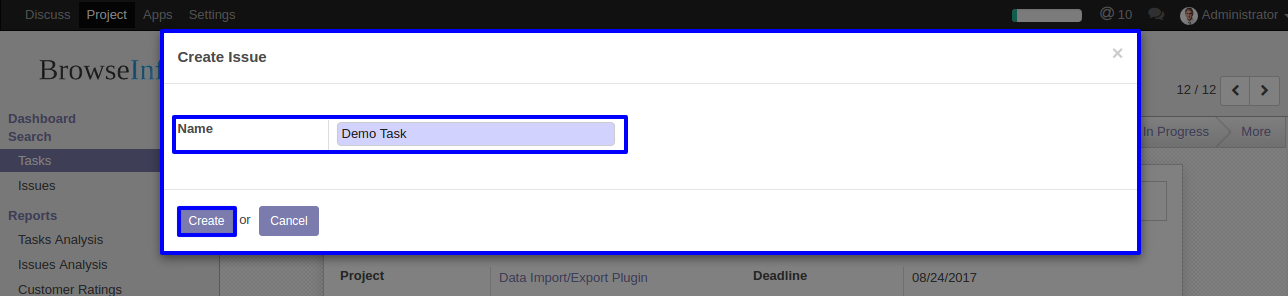 Discuss Project Apps Settings @ 10 Administrator
Create Issue ×
BrowseInf
12 / 12
Name Demo Task
Dashboard
Search
In Progress More
Tasks
Issues
Reports
Create or Cancel
Tasks Analysis
Issues Analysis
Project Data Import/Export Plugin Deadline 08/24/2017
Customer Ratings